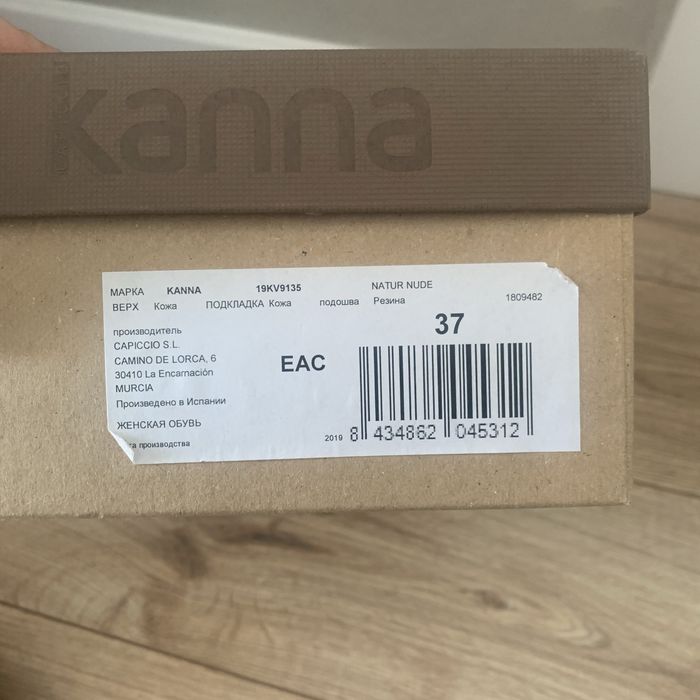 kanna
МАРКА KANNA 19KV9135 NATUR NUDE
ВЕРХ Кожа ПОДКЛАДКА Кожа подошва Резина 1809482
37
производитель
CAPICCIO S.L.
CAMINO DE LORCA, 6
30410 La Encarnación
MURCIA
Произведено в Испании
EAC
ЖЕНСКАЯ ОБУВЬ
производства
2019 8 434862 045312